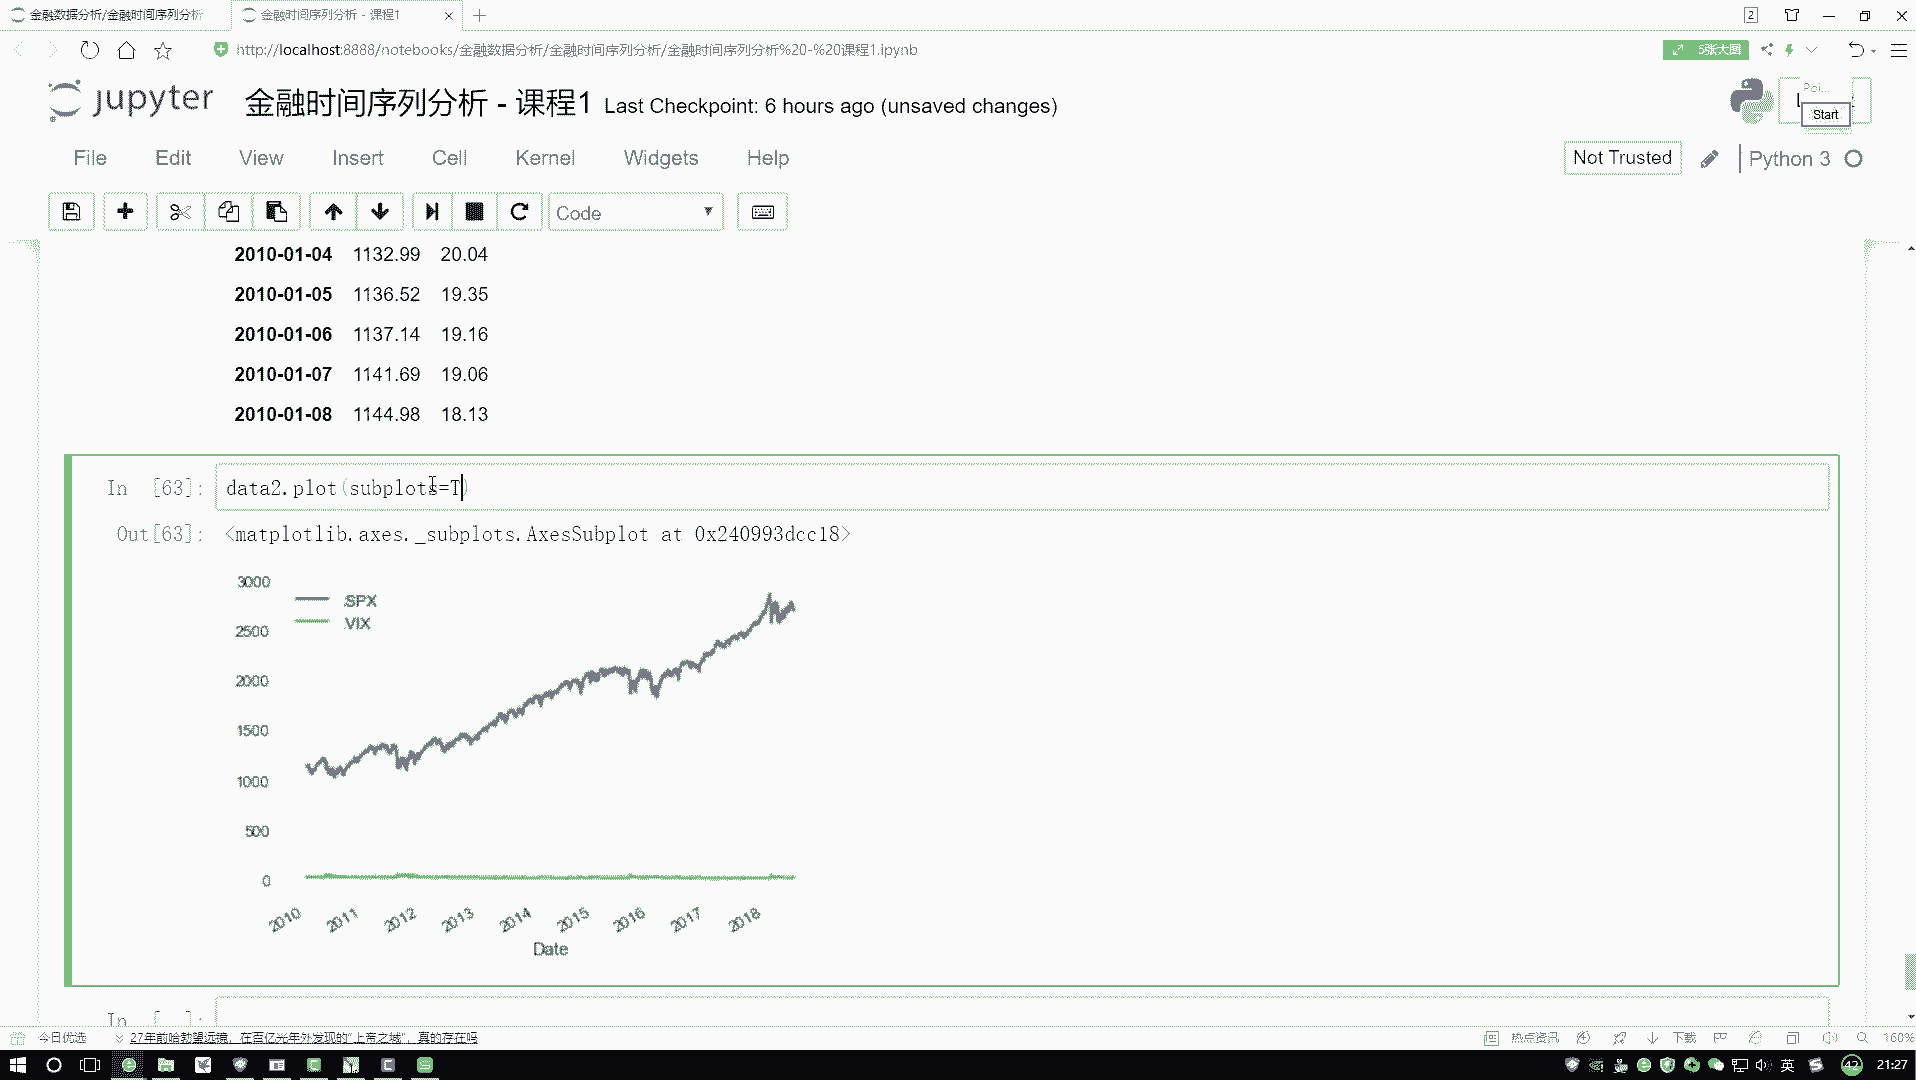 金融数据分析/金融时间序列分析
金融时间序列分析 - 课程1
2
http://localhost:8888/notebooks/金融数据分析/金融时间序列分析/金融时间序列分析%20-%20课程1.ipynb
5张大图
jupyter
金融时间序列分析 - 课程1 Last Checkpoint: 6 hours ago (unsaved changes)
Poi...
Start
File Edit View Insert Cell Kernel Widgets Help
Not Trusted
Python 3
Code
2010-01-04 1132.99 20.04
2010-01-05 1136.52 19.35
2010-01-06 1137.14 19.16
2010-01-07 1141.69 19.06
2010-01-08 1144.98 18.13
In [63]: data2.plot(subplots=T)
Out[63]: <matplotlib.axes._subplots.AxesSubplot at 0x240993dcc18>
3000
SPX
VIX
2500
2000
1500
1000
500
0
2010 2011 2012 2013 2014 2015 2016 2017 2018
Date
In [ ]:
今日优选
27年前哈勃望远镜，在百亿光年外发现的"上帝之城"，真的存在吗
热点资讯
下载
160%
英
42
21:27